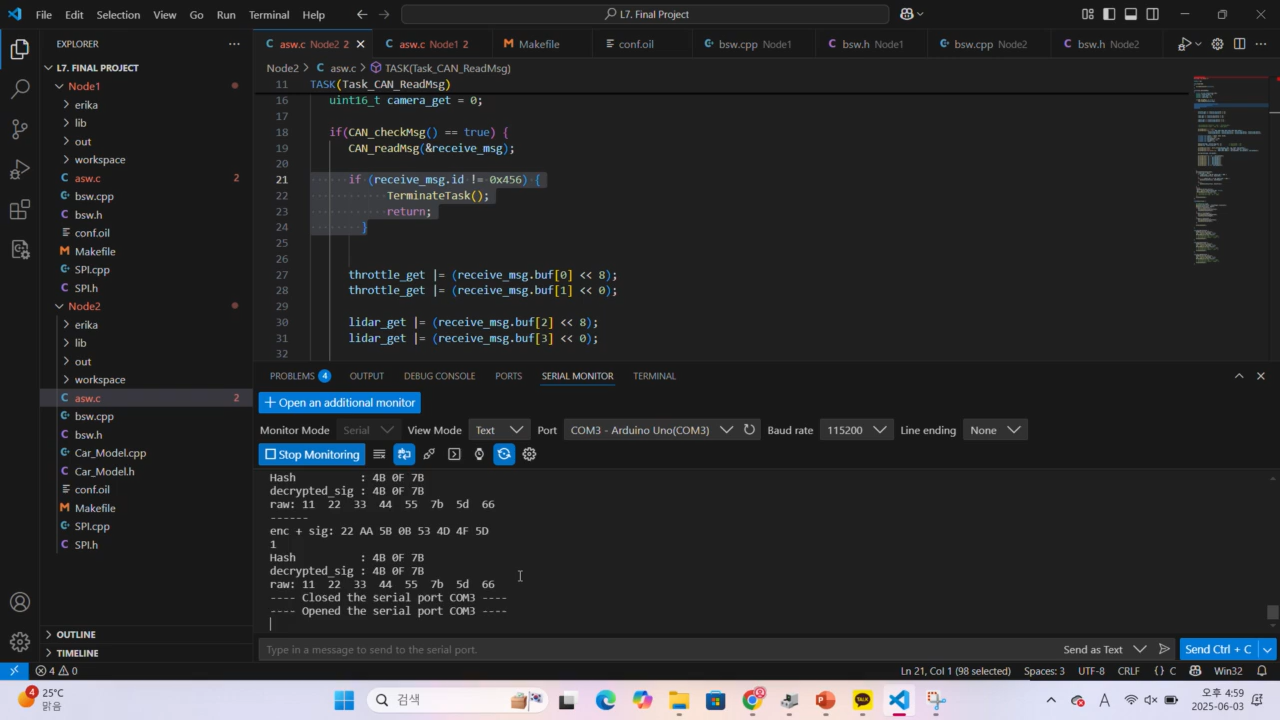 File Edit Selection View Go Run Terminal Help
L7. Final Project
EXPLORER
L7. FINAL PROJECT
Node1
erika
lib
out
workspace
asw.c 2
bsw.cpp
bsw.h
conf.oil
Makefile
SPI.cpp
SPI.h
Node2
erika
lib
out
workspace
asw.c 2
bsw.cpp
bsw.h
Car_Model.cpp
Car_Model.h
conf.oil
Makefile
SPI.cpp
SPI.h
OUTLINE
TIMELINE
asw.c Node2 2
asw.c Node1 2
Makefile
conf.oil
bsw.cpp Node1
bsw.h Node1
bsw.cpp Node2
bsw.h Node2
Node2 > asw.c > TASK(Task_CAN_ReadMsg)
11 TASK(Task_CAN_ReadMsg)
16 uint16_t camera_get = 0;
17
18 if(CAN_checkMsg() == true) {
19 CAN_readMsg(&receive_msg);
20
21 if (receive_msg.id != 0x456) {
22 TerminateTask();
23 return;
24 }
25
26
27 throttle_get |= (receive_msg.buf[0] << 8);
28 throttle_get |= (receive_msg.buf[1] << 0);
29
30 lidar_get |= (receive_msg.buf[2] << 8);
31 lidar_get |= (receive_msg.buf[3] << 0);
32
PROBLEMS 4 OUTPUT DEBUG CONSOLE PORTS SERIAL MONITOR TERMINAL
Open an additional monitor
Monitor Mode Serial View Mode Text Port COM3 - Arduino Uno(COM3) Baud rate 115200 Line ending None
Stop Monitoring
Hash : 4B 0F 7B
decrypted_sig : 4B 0F 7B
raw: 11 22 33 44 55 7b 5d 66
------
enc + sig: 22 AA 5B 0B 53 4D 4F 5D
1
Hash : 4B 0F 7B
decrypted_sig : 4B 0F 7B
raw: 11 22 33 44 55 7b 5d 66
---- Closed the serial port COM3 ----
---- Opened the serial port COM3 ----
Type in a message to send to the serial port.
Send as Text
Send Ctrl + C
4 0
Ln 21, Col 1 (98 selected) Spaces: 3 UTF-8 CRLF {} C Win32
4
25°C
맑음
검색
A
오후 4:59
2025-06-03